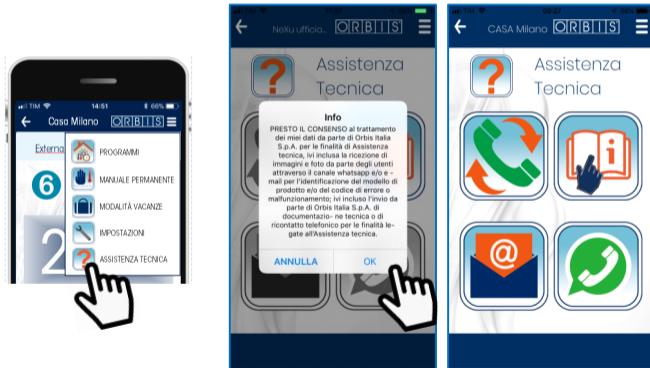 TIM 14:51 66%
Casa Milano ORBIS
Externa
6
2
PROGRAMMI
MANUALE PERMANENTE
MODALITÀ VACANZE
IMPOSTAZIONI
ASSISTENZA TECNICA
NeXu ufficio... ORBIS
Assistenza
Tecnica
Info
PRESTO IL CONSENSO al trattamento
dei miei dati da parte di Orbis Italia
S.p.A. per le finalità di Assistenza
tecnica, ivi inclusa la ricezione di
immagini e foto da parte degli utenti
attraverso il canale whatsapp e/o e -
mail per l'identificazione del modello di
prodotto e/o del codice di errore o
malfunzionamento; ivi incluso l'invio da
parte di Orbis Italia S.p.A. di
documentazio- ne tecnica o di
ricontatto telefonico per le finalità le-
gate all'Assistenza tecnica.
ANNULLA OK
CASA Milano ORBIS
Assistenza
Tecnica